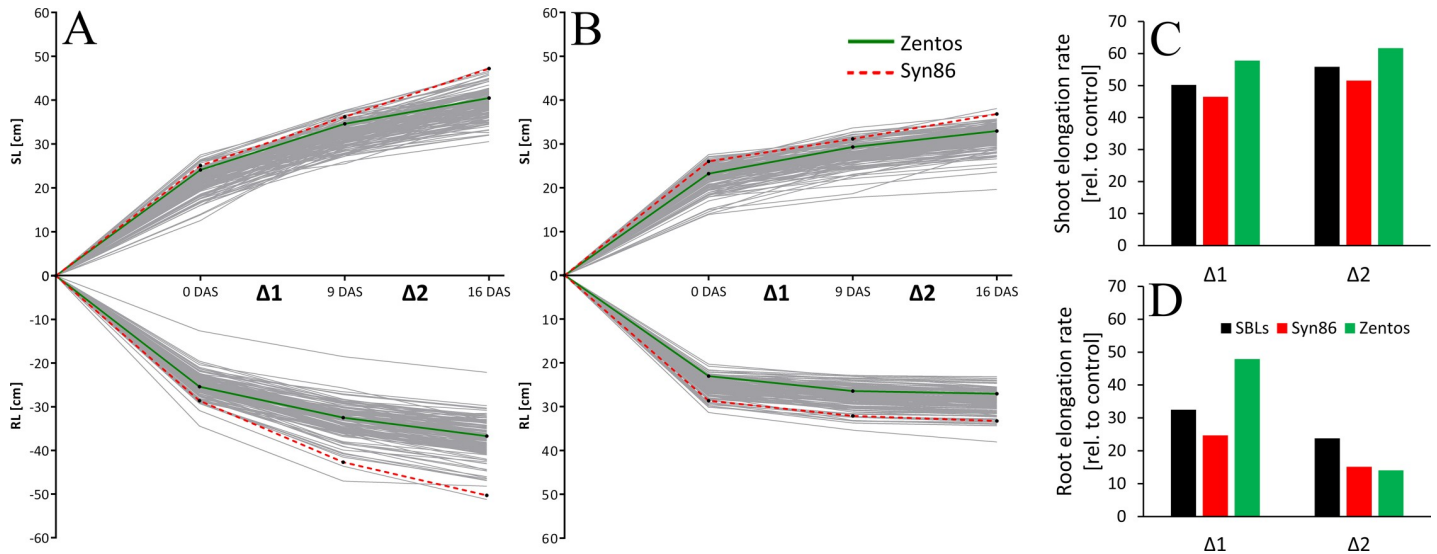 A
60
50
40
30
20
10
0
-10
-20
-30
-40
-50
-60
SL [cm]
RL [cm]
0 DAS
Δ1
9 DAS
Δ2
16 DAS
B
Zentos
Syn86
60
50
40
30
20
10
0
10
20
30
40
50
60
SL [cm]
RL [cm]
0 DAS
Δ1
9 DAS
Δ2
16 DAS
C
Shoot elongation rate
[rel. to control]
70
60
50
40
30
20
10
0
Δ1
Δ2
D
SBLs
Syn86
Zentos
Root elongation rate
[rel. to control]
70
60
50
40
30
20
10
0
Δ1
Δ2